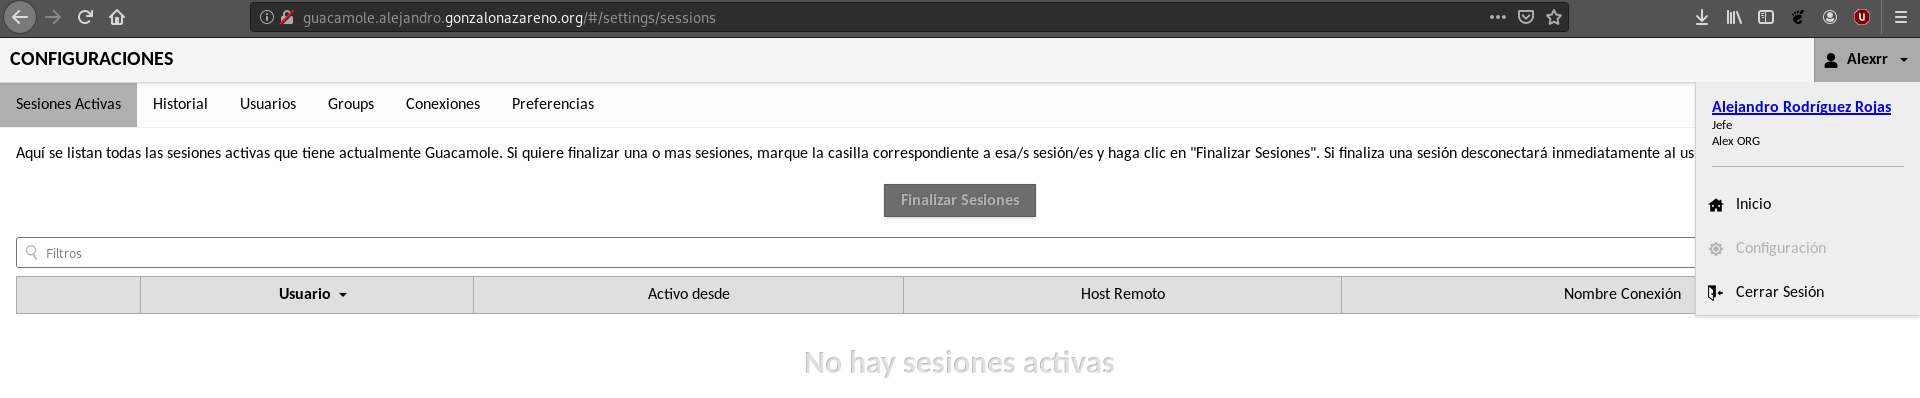 guacamole.alejandro.gonzalonazareno.org/#/settings/sessions
CONFIGURACIONES
Alexrr
Sesiones Activas Historial Usuarios Groups Conexiones Preferencias
Alejandro Rodríguez Rojas
Jefe
Alex ORG
Aquí se listan todas las sesiones activas que tiene actualmente Guacamole. Si quiere finalizar una o mas sesiones, marque la casilla correspondiente a esa/s sesión/es y haga clic en "Finalizar Sesiones". Si finaliza una sesión desconectará inmediatamente al us
Finalizar Sesiones
Inicio
Configuración
Cerrar Sesión
Filtros
Usuario Activo desde Host Remoto Nombre Conexión
No hay sesiones activas